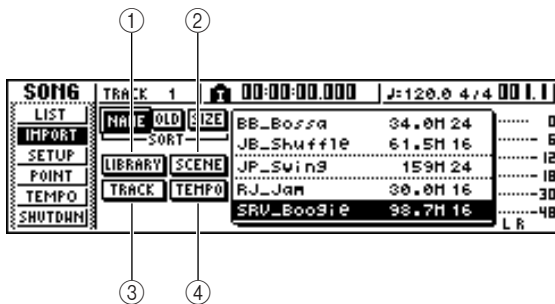 ① ②
SONG TRACK 1 00:00:00.000 ♩=120.0 4/4 001.1
LIST
IMPORT
SETUP
POINT
TEMPO
SHUTDWN
NAME OLD SIZE
SORT
LIBRARY SCENE
TRACK TEMPO
BB_Bossa 34.0M 24
JB_Shuffle 61.5M 16
JP_Swing 159M 24
RJ_Jam 30.0M 16
SRV_Boogie 98.7M 16
0
6
12
18
30
48
L R
③ ④